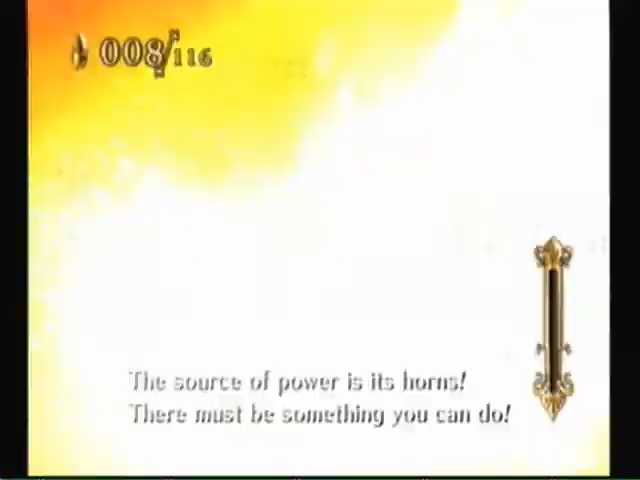 008/116
The source of power is its horns!
There must be something you can do!